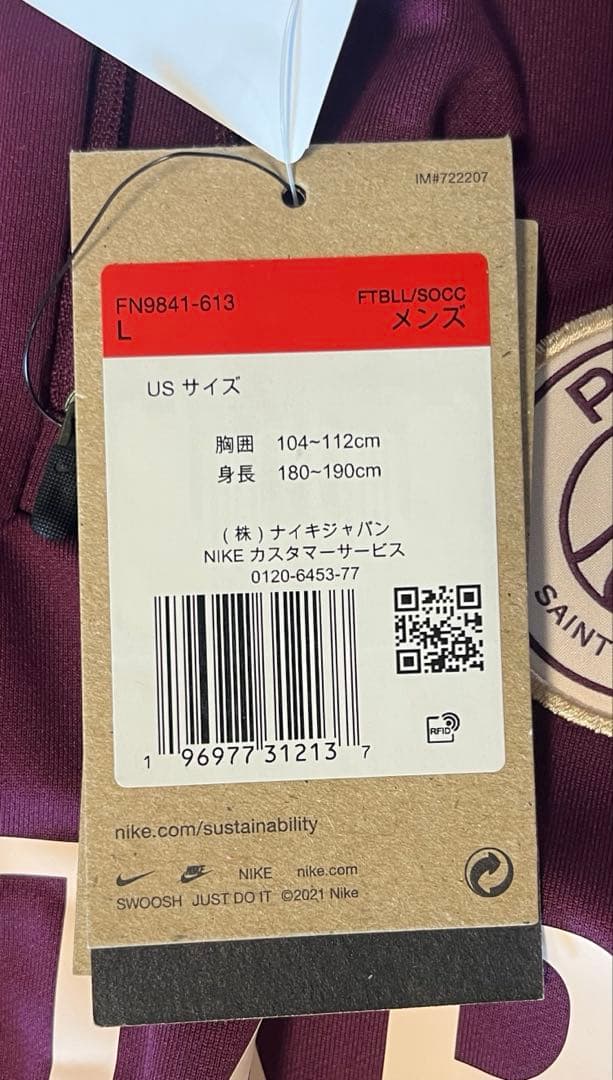 IM#722207
FN9841-613
FTBLL/SOCC
L
メンズ
US サイズ
胸囲 104~112cm
身長 180~190cm
(株)ナイキジャパン
NIKE カスタマーサービス
0120-6453-77
RFID
1 96977 31213 7
nike.com/sustainability
NIKE nike.com
SWOOSH JUST DO IT ©2021 Nike
P
SAINT